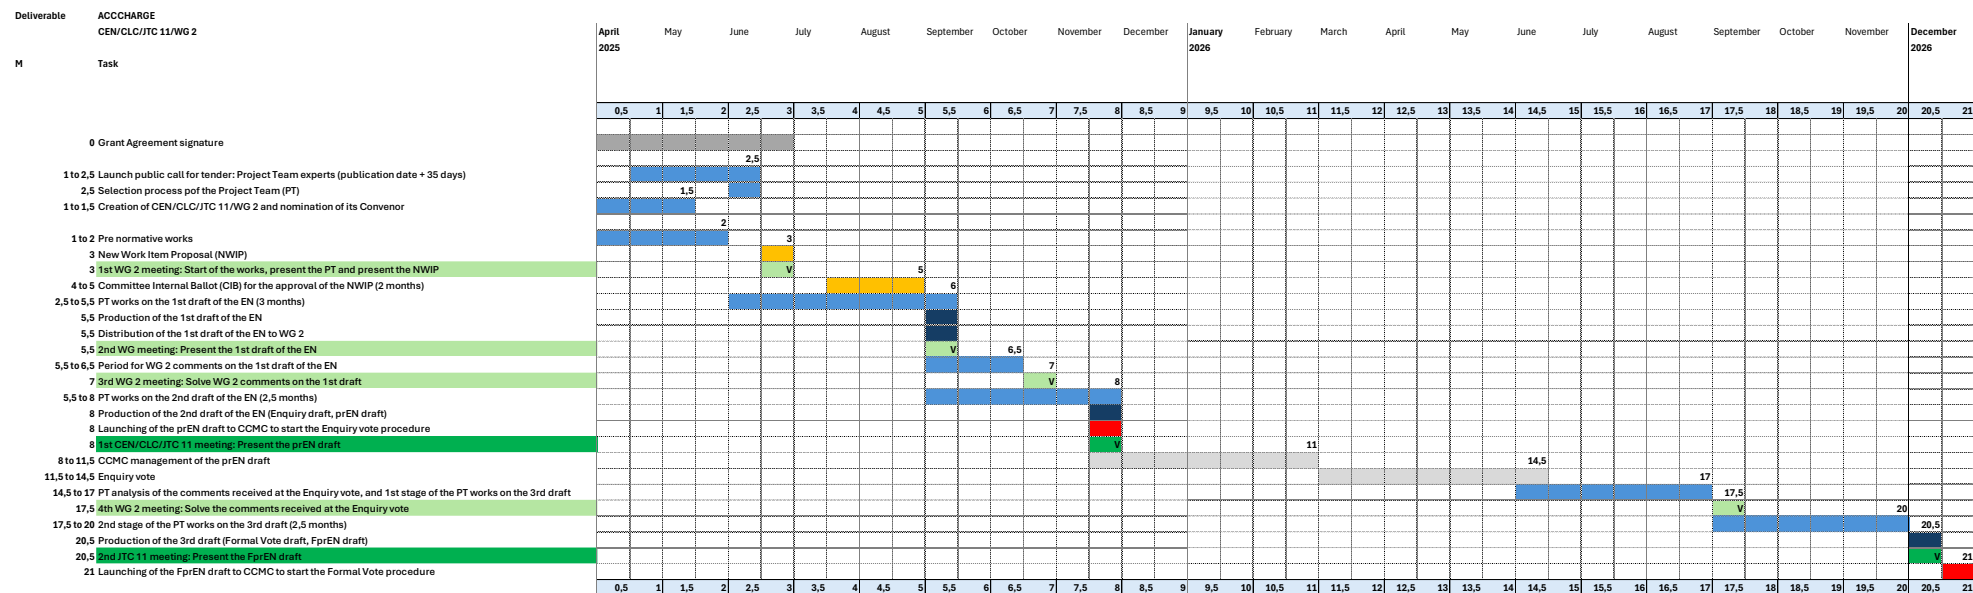 Deliverable ACCCHARGE
CEN/CLC/JTC 11/WG 2 April May June July August September October November December January February March April May June July August September October November December
2025 2026 2026
M Task
0,5 1 1,5 2 2,5 3 3,5 4 4,5 5 5,5 6 6,5 7 7,5 8 8,5 9 9,5 10 10,5 11 11,5 12 12,5 13 13,5 14 14,5 15 15,5 16 16,5 17 17,5 18 18,5 19 19,5 20 20,5 21
0 Grant Agreement signature
2,5
1 to 2,5 Launch public call for tender: Project Team experts (publication date + 35 days)
2,5 Selection process pof the Project Team (PT) 1,5
1 to 1,5 Creation of CEN/CLC/JTC 11/WG 2 and nomination of its Convenor
2
1 to 2 Pre normative works 3
3 New Work Item Proposal (NWIP)
3 1st WG 2 meeting: Start of the works, present the PT and present the NWIP V 5
4 to 5 Committee Internal Ballot (CIB) for the approval of the NWIP (2 months) 6
2,5 to 5,5 PT works on the 1st draft of the EN (3 months)
5,5 Production of the 1st draft of the EN
5,5 Distribution of the 1st draft of the EN to WG 2
5,5 2nd WG meeting: Present the 1st draft of the EN V 6,5
5,5 to 6,5 Period for WG 2 comments on the 1st draft of the EN 7
7 3rd WG 2 meeting: Solve WG 2 comments on the 1st draft V 8
5,5 to 8 PT works on the 2nd draft of the EN (2,5 months)
8 Production of the 2nd draft of the EN (Enquiry draft, prEN draft)
8 Launching of the prEN draft to CCMC to start the Enquiry vote procedure
8 1st CEN/CLC/JTC 11 meeting: Present the prEN draft V 11
8 to 11,5 CCMC management of the prEN draft 14,5
11,5 to 14,5 Enquiry vote 17
14,5 to 17 PT analysis of the comments received at the Enquiry vote, and 1st stage of the PT works on the 3rd draft 17,5
17,5 4th WG 2 meeting: Solve the comments received at the Enquiry vote V 20
17,5 to 20 2nd stage of the PT works on the 3rd draft (2,5 months) 20,5
20,5 Production of the 3rd draft (Formal Vote draft, FprEN draft)
20,5 2nd JTC 11 meeting: Present the FprEN draft V 21
21 Launching of the FprEN draft to CCMC to start the Formal Vote procedure
0,5 1 1,5 2 2,5 3 3,5 4 4,5 5 5,5 6 6,5 7 7,5 8 8,5 9 9,5 10 10,5 11 11,5 12 12,5 13 13,5 14 14,5 15 15,5 16 16,5 17 17,5 18 18,5 19 19,5 20 20,5 21